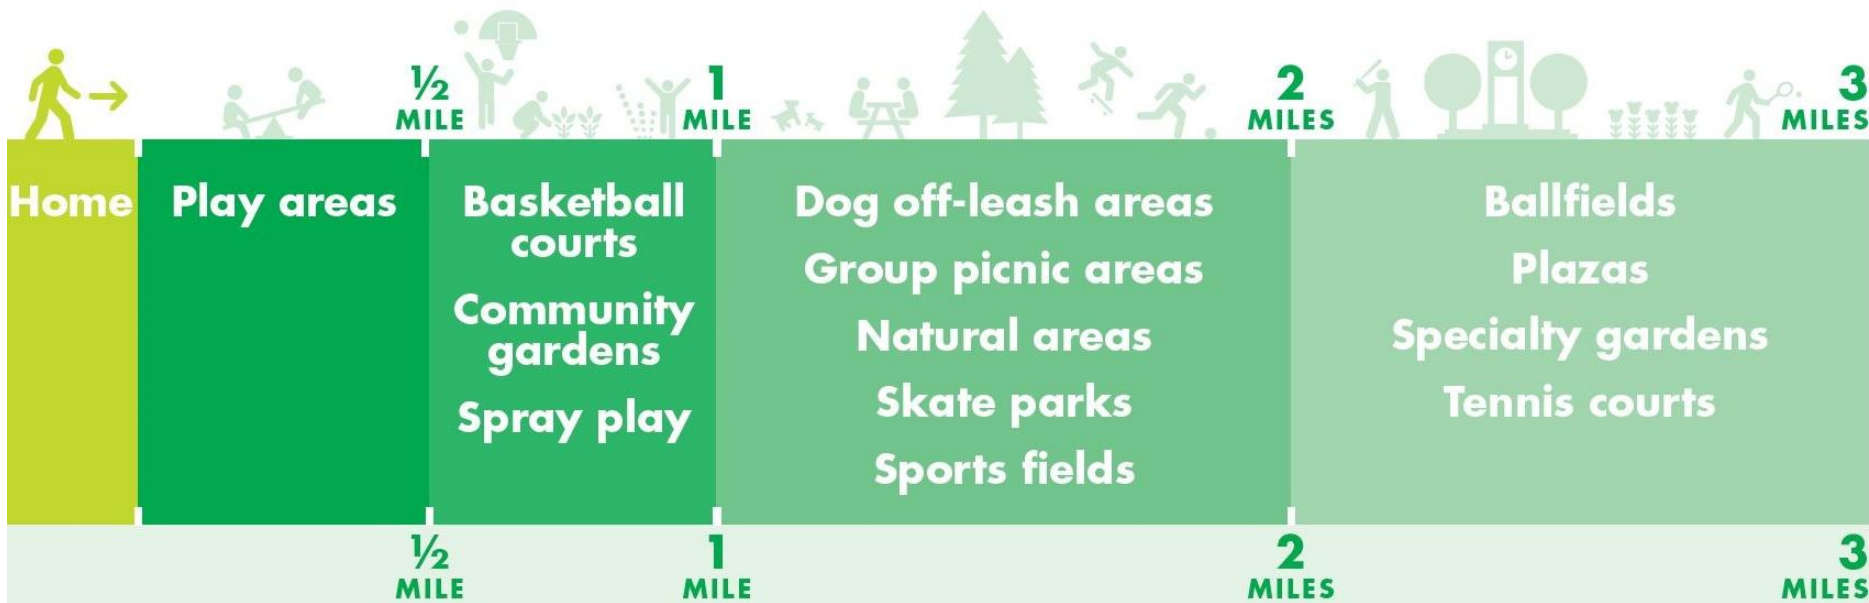 ½
MILE
1
MILE
2
MILES
3
MILES
Home
Play areas
Basketball
courts
Community
gardens
Spray play
Dog off-leash areas
Group picnic areas
Natural areas
Skate parks
Sports fields
Ballfields
Plazas
Specialty gardens
Tennis courts
½
MILE
1
MILE
2
MILES
3
MILES